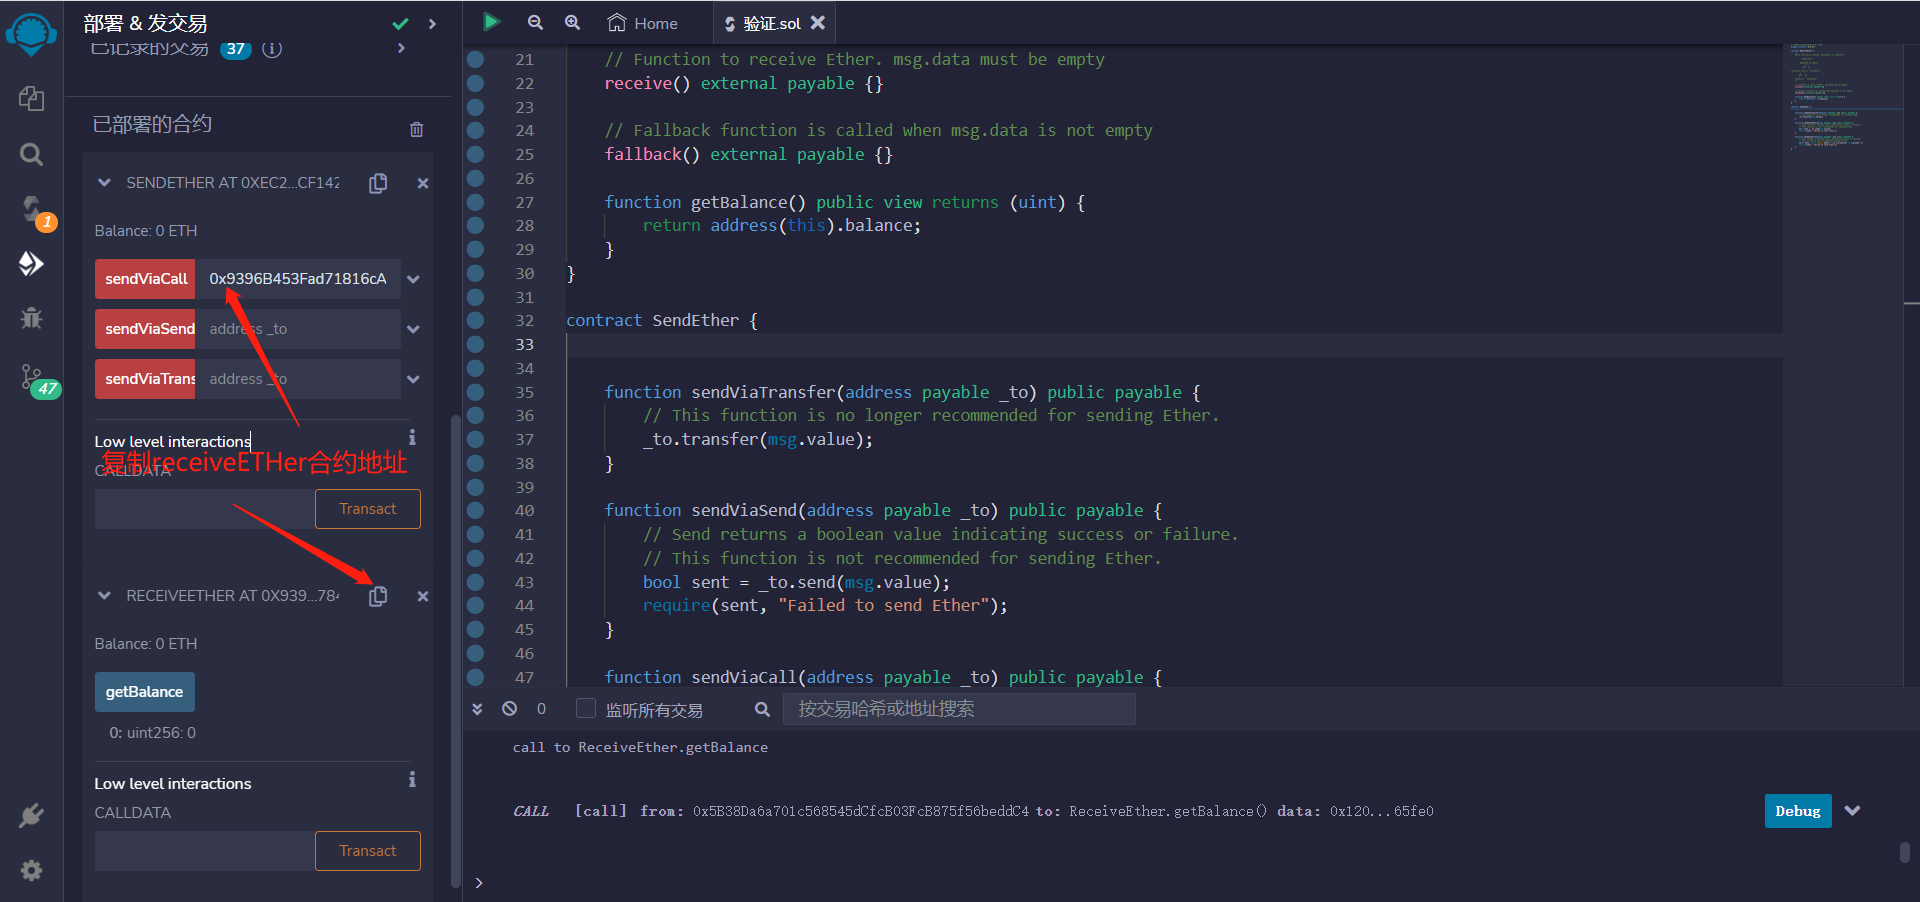 部署 & 发交易
已记录的交易 37
已部署的合约
SENDETHER AT 0XEC2...CF142
Balance: 0 ETH
sendViaCall 0x9396B453Fad71816cA
sendViaSend address _to
sendViaTrans address _to
Low level interactions
复制receiveETHer合约地址
CALLDATA
Transact
RECEIVEETHER AT 0X939...784
Balance: 0 ETH
getBalance
0: uint256: 0
Low level interactions
CALLDATA
Transact
1
47
Home
验证.sol
21 // Function to receive Ether. msg.data must be empty
22 receive() external payable {}
23
24 // Fallback function is called when msg.data is not empty
25 fallback() external payable {}
26
27 function getBalance() public view returns (uint) {
28 return address(this).balance;
29 }
30 }
31
32 contract SendEther {
33
34
35 function sendViaTransfer(address payable _to) public payable {
36 // This function is no longer recommended for sending Ether.
37 _to.transfer(msg.value);
38 }
39
40 function sendViaSend(address payable _to) public payable {
41 // Send returns a boolean value indicating success or failure.
42 // This function is not recommended for sending Ether.
43 bool sent = _to.send(msg.value);
44 require(sent, "Failed to send Ether");
45 }
46
47 function sendViaCall(address payable _to) public payable {
0 监听所有交易 按交易哈希或地址搜索
call to ReceiveEther.getBalance
CALL [call] from: 0x5B38Da6a701c568545dCfcB03FcB875f56beddC4 to: ReceiveEther.getBalance() data: 0x120...65fe0
Debug
>